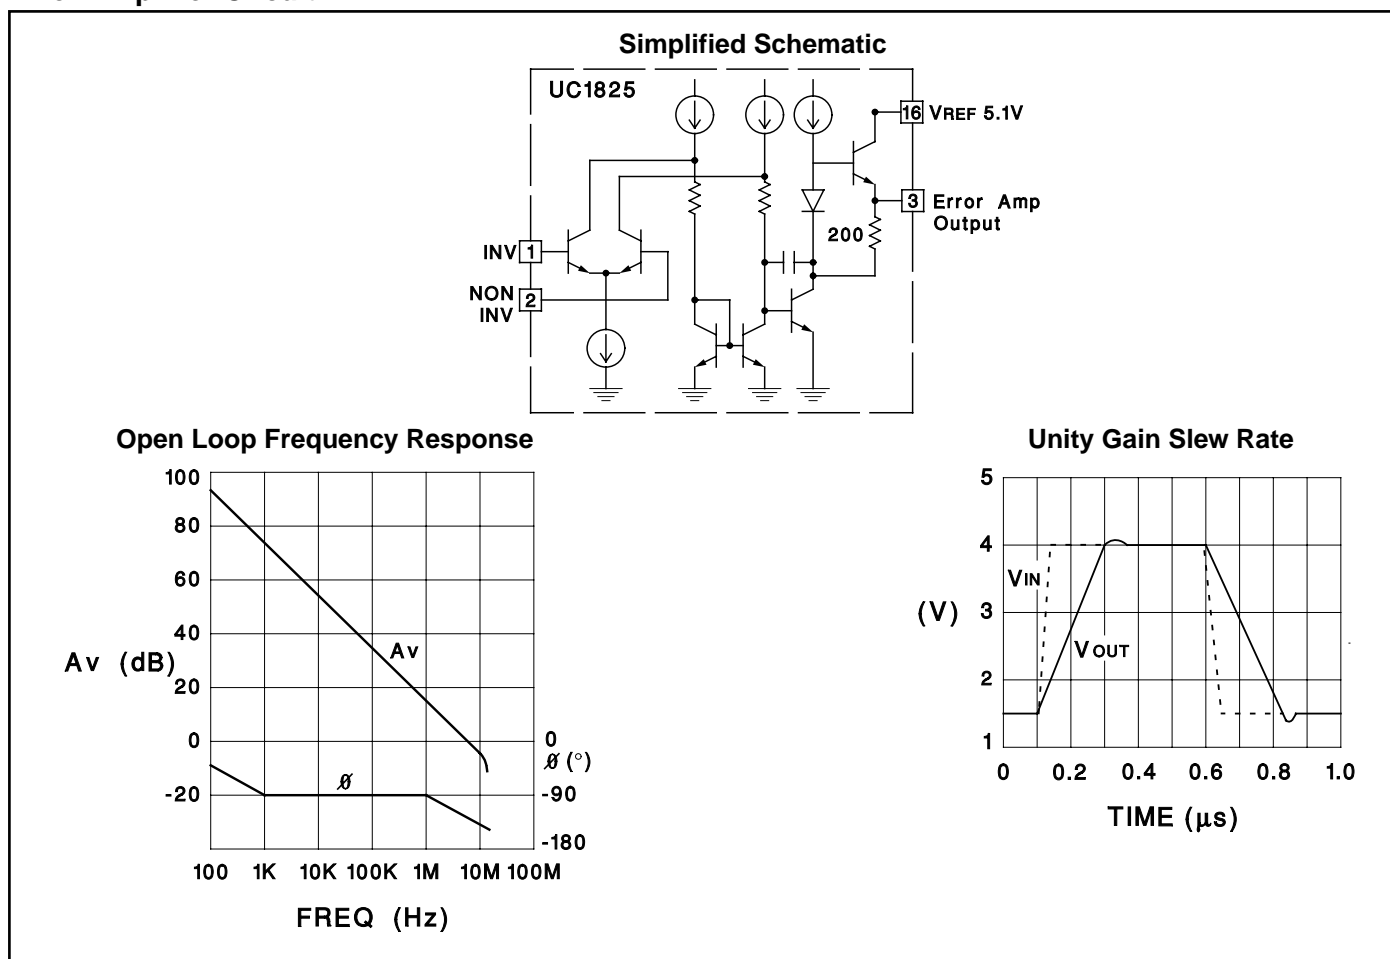 Simplified Schematic
UC1825
16 VREF 5.1V
3 Error Amp
Output
200
INV 1
NON
INV 2
Open Loop Frequency Response
100
80
60
40
20
0
-20
Av (dB)
Av
Ø
0
Ø (°)
-90
-180
100 1K 10K 100K 1M 10M 100M
FREQ (Hz)
Unity Gain Slew Rate
5
4
3
2
1
(V)
VIN
VOUT
0 0.2 0.4 0.6 0.8 1.0
TIME (µs)